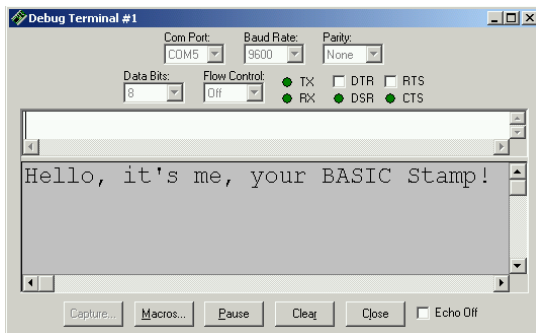 Debug Terminal #1
Com Port: Baud Rate: Parity:
COM5 9600 None
Data Bits: Flow Control: TX DTR RTS
8 Off RX DSR CTS
Hello, it's me, your BASIC Stamp!
Capture... Macros... Pause Clear Close Echo Off